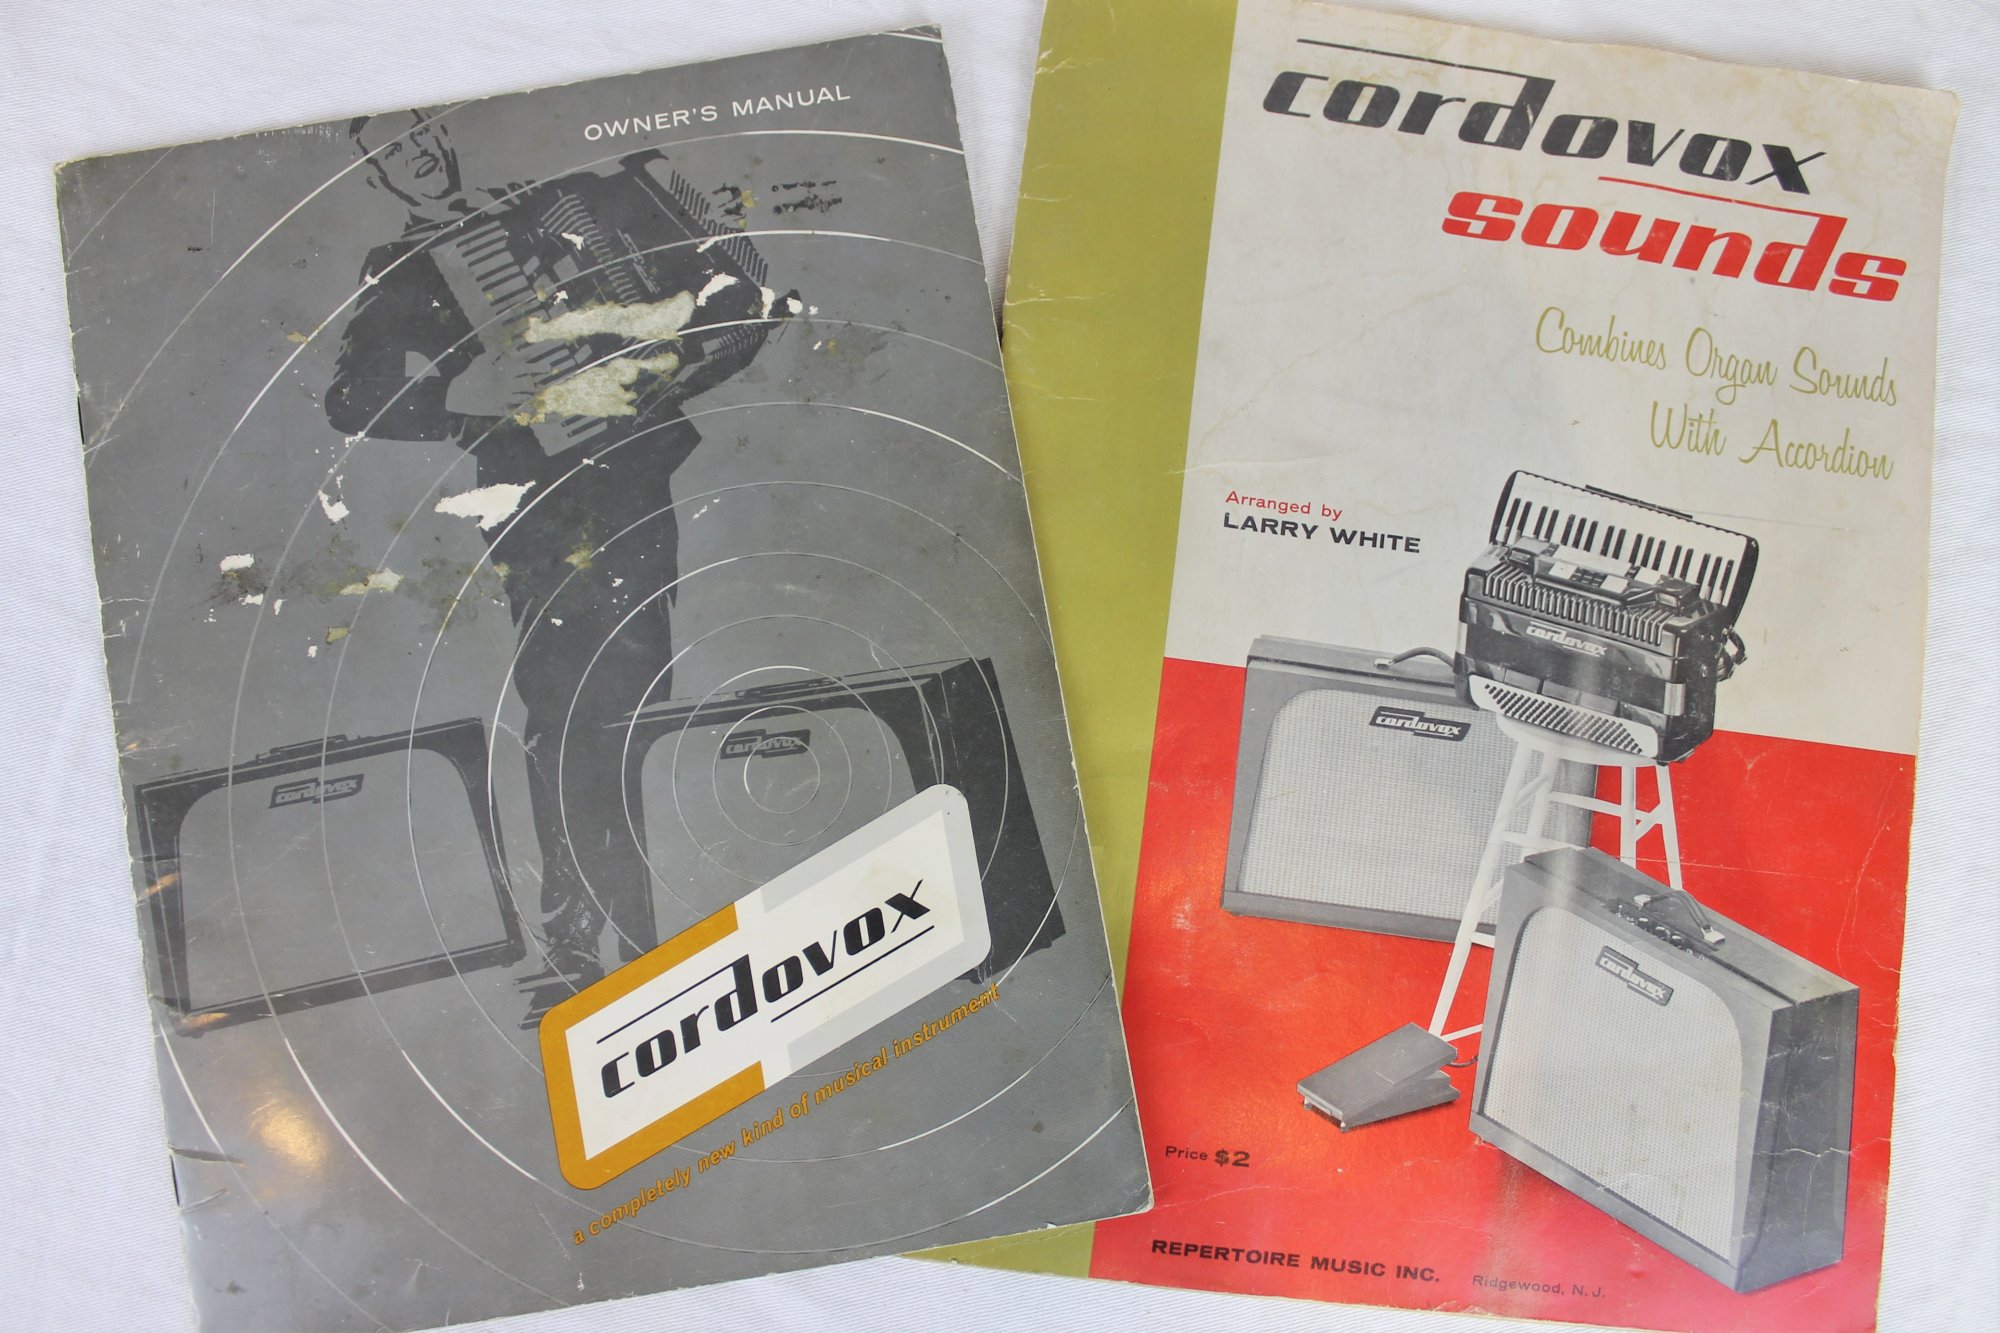 OWNER'S MANUAL
cordovox
cordovox
cordovox
a completely new kind of musical instrument
cordovox
sounds
Combines Organ Sounds
With Accordion
Arranged by
LARRY WHITE
cordovox
cordovox
cordovox
Price $2
REPERTOIRE MUSIC INC. Ridgewood, N.J.